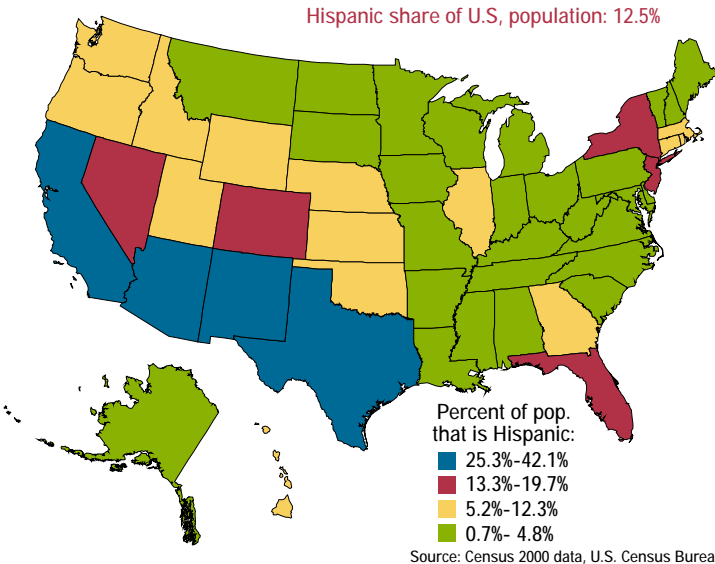 Hispanic share of U.S, population: 12.5%
Percent of pop.
that is Hispanic:
25.3%-42.1%
13.3%-19.7%
5.2%-12.3%
0.7%- 4.8%
Source: Census 2000 data, U.S. Census Burea